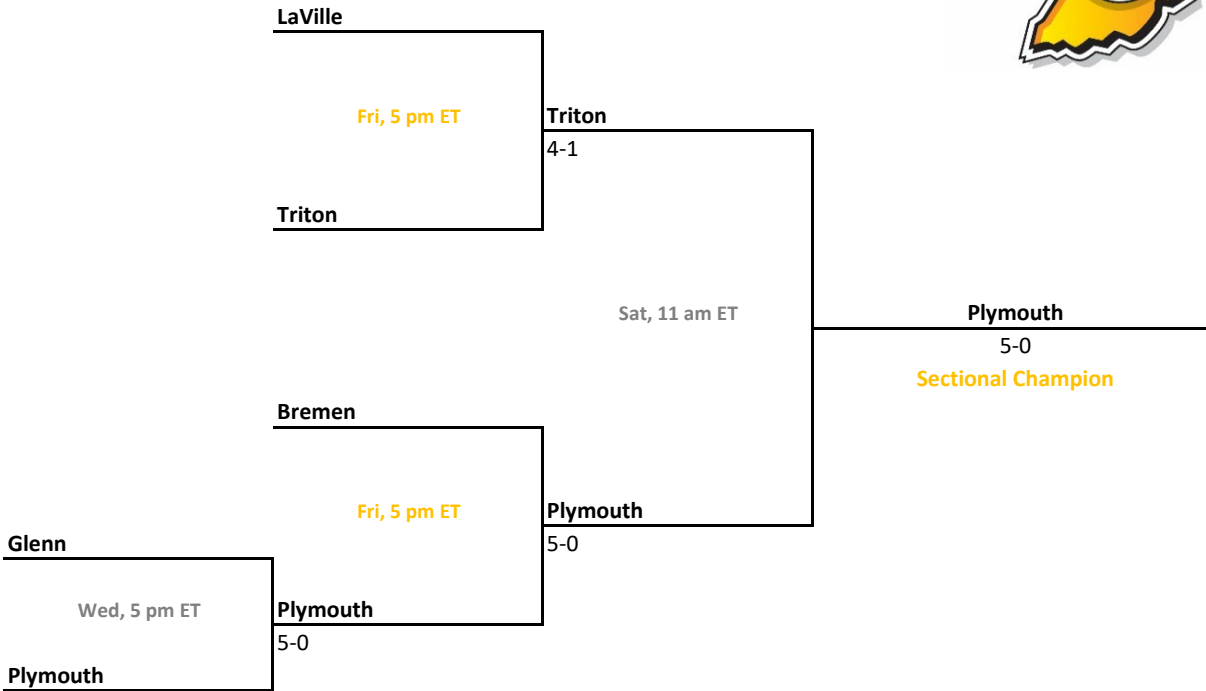 LaVille
Fri, 5 pm ET
Triton
4-1
Triton
Sat, 11 am ET
Plymouth
5-0
Sectional Champion
Bremen
Fri, 5 pm ET
Plymouth
5-0
Glenn
Wed, 5 pm ET
Plymouth
5-0
Plymouth